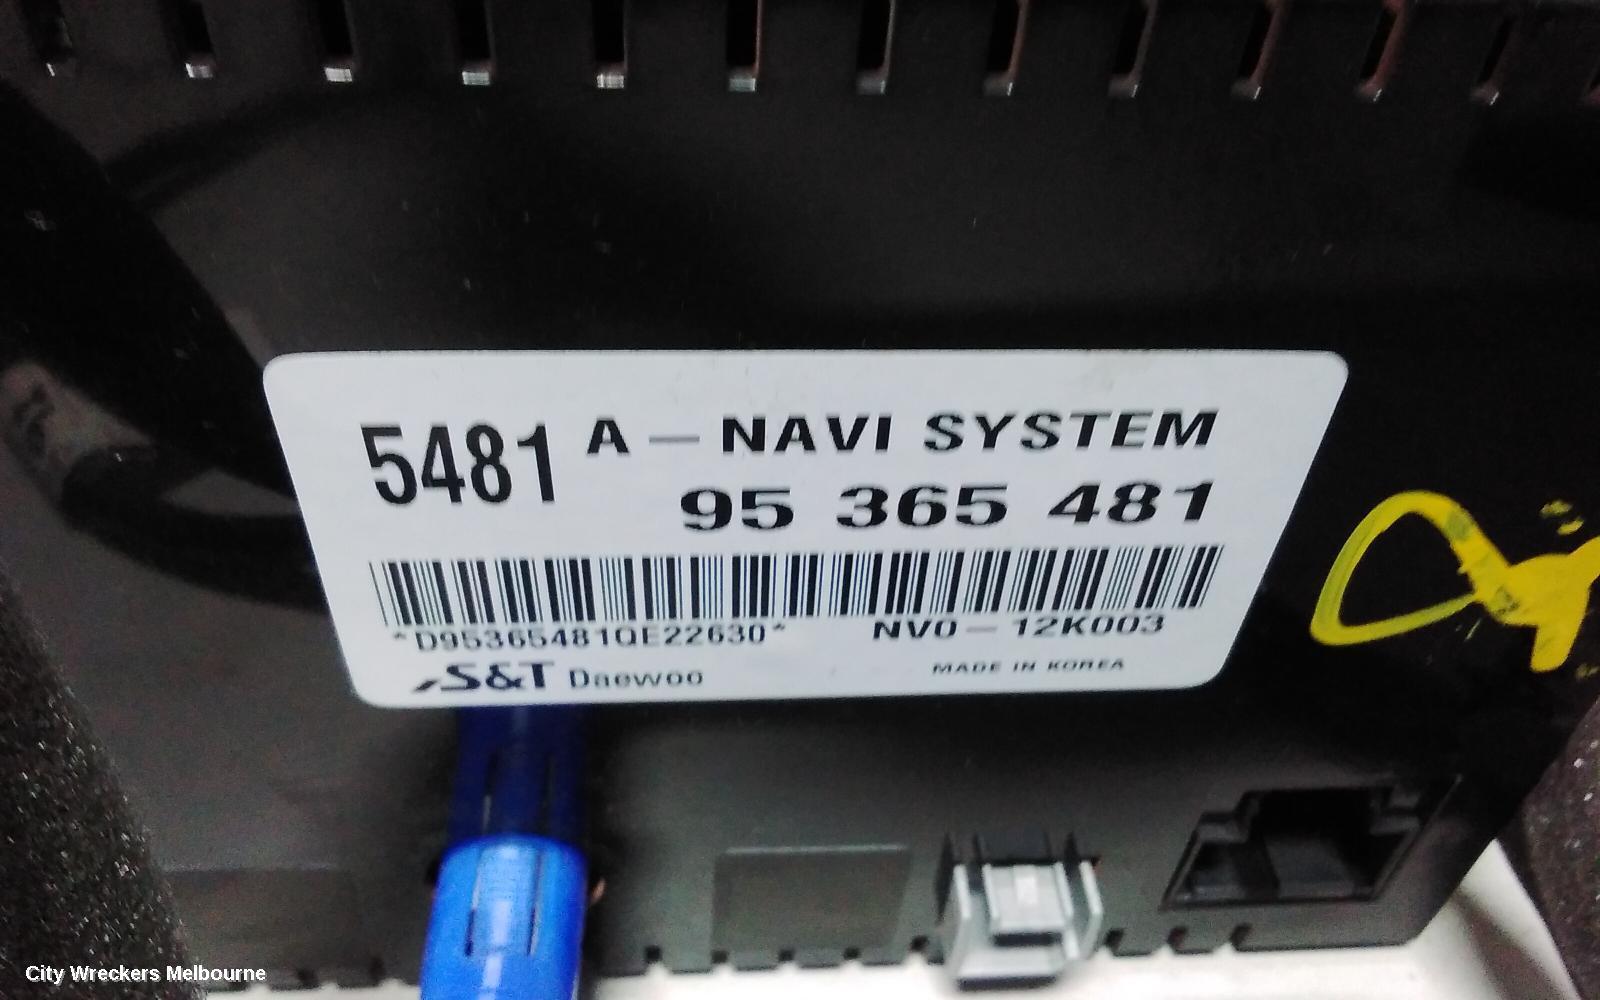 5481 A - NAVI SYSTEM
95 365 481
*D95365481QE22630* NV0 - 12K003
S&T Daewoo MADE IN KOREA
City Wreckers Melbourne